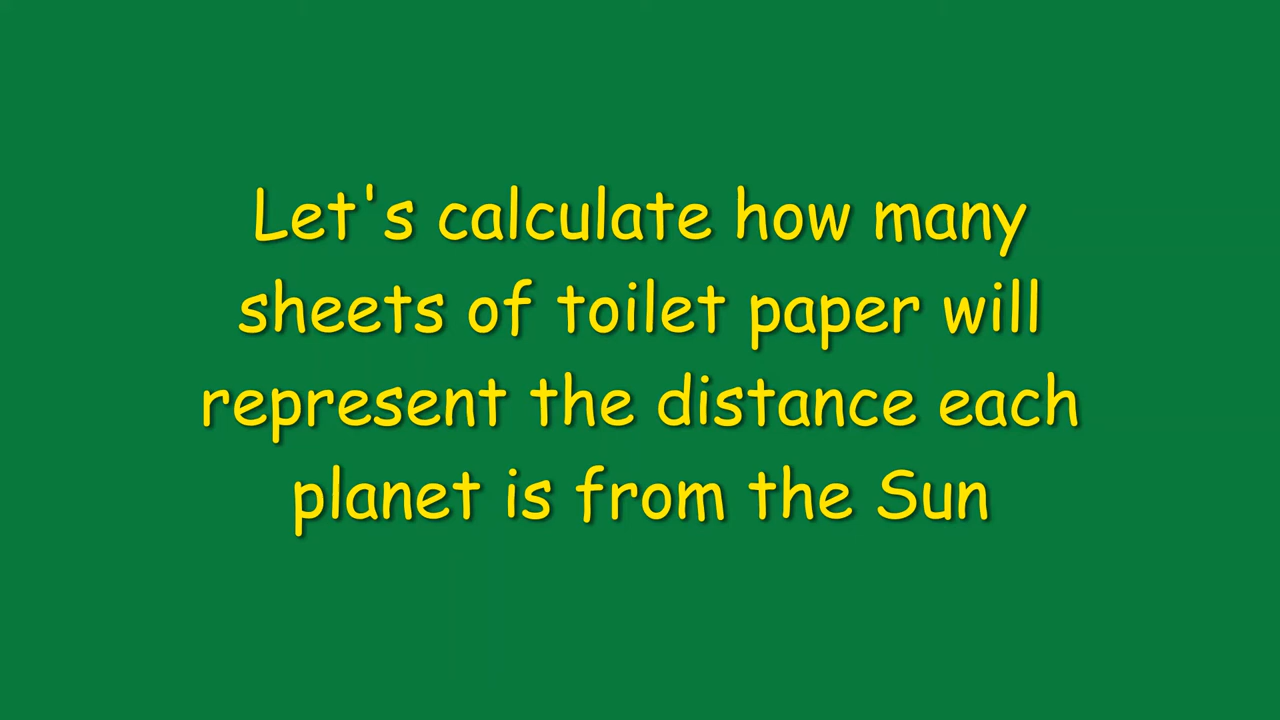 Let's calculate how many
sheets of toilet paper will
represent the distance each
planet is from the Sun